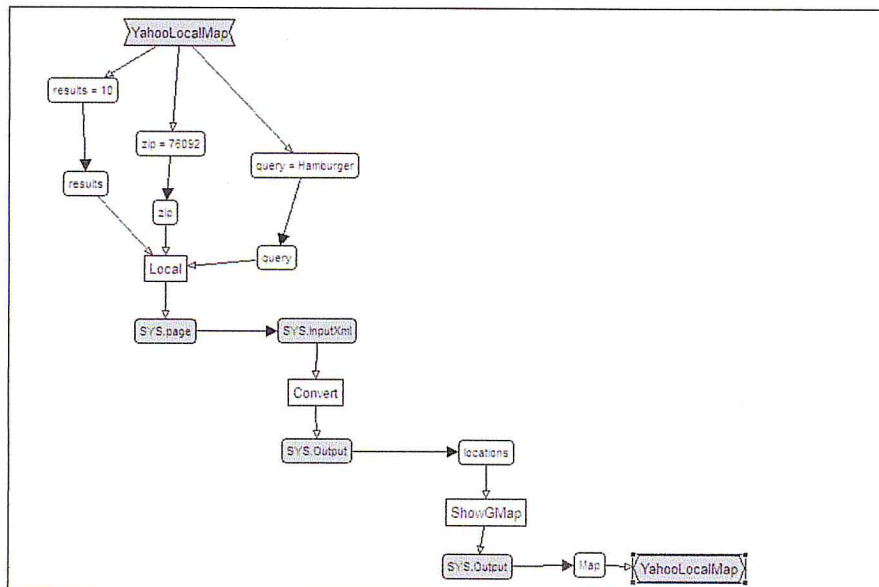 YahooLocalMap
results = 10
zip = 76092
query = Hamburger
results
zip
query
Local
SYS.page
SYS.InputXml
Convert
SYS.Output
locations
ShowGMap
SYS.Output
Map
YahooLocalMap